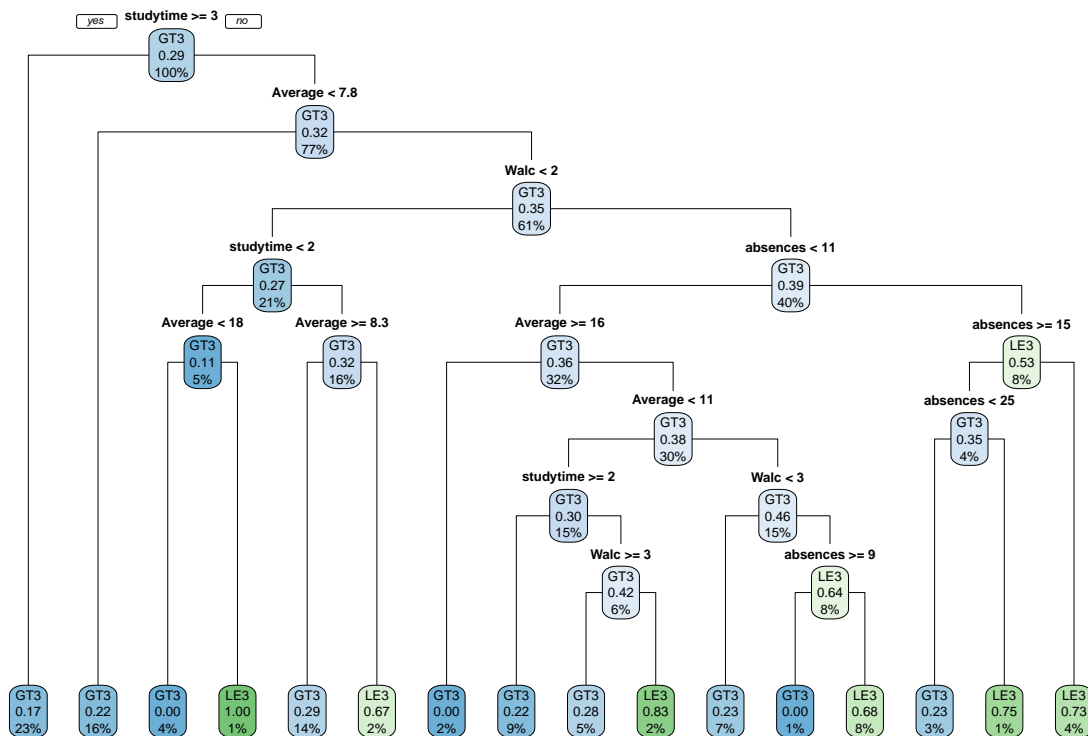 studytime >= 3
yes
no
GT3
0.29
100%
Average < 7.8
GT3
0.32
77%
Walc < 2
GT3
0.35
61%
studytime < 2
absences < 11
GT3
0.27
21%
GT3
0.39
40%
Average < 18
Average >= 8.3
Average >= 16
absences >= 15
GT3
0.11
5%
GT3
0.32
16%
GT3
0.36
32%
LE3
0.53
8%
Average < 11
absences < 25
GT3
0.38
30%
GT3
0.35
4%
studytime >= 2
Walc < 3
GT3
0.30
15%
GT3
0.46
15%
Walc >= 3
absences >= 9
GT3
0.42
6%
LE3
0.64
8%
GT3
0.17
23%
GT3
0.22
16%
GT3
0.00
4%
LE3
1.00
1%
GT3
0.29
14%
LE3
0.67
2%
GT3
0.00
2%
GT3
0.22
9%
GT3
0.28
5%
LE3
0.83
2%
GT3
0.23
7%
GT3
0.00
1%
LE3
0.68
8%
GT3
0.23
3%
LE3
0.75
1%
LE3
0.73
4%